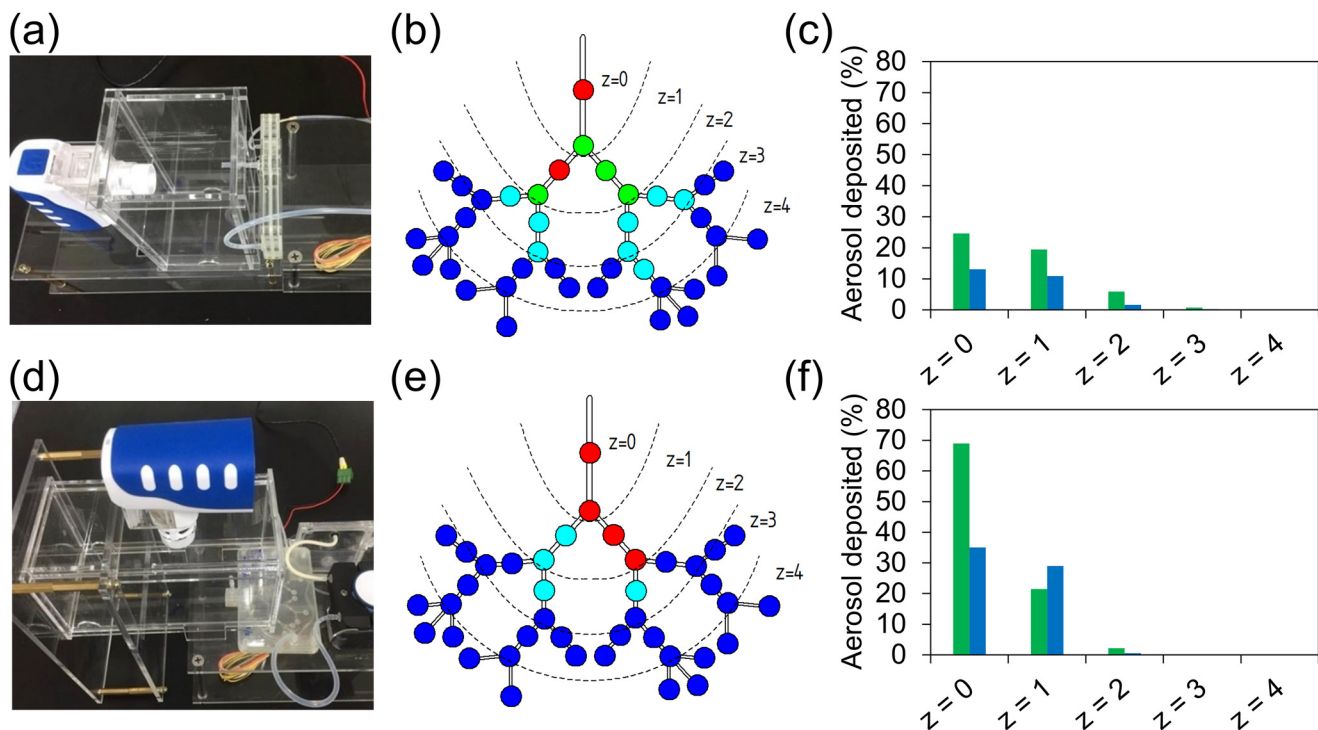 (a)
(b)
z=0
z=1
z=2
z=3
z=4
(c)
Aerosol deposited (%)
80
70
60
50
40
30
20
10
0
z = 0
z = 1
z = 2
z = 3
z = 4
(d)
(e)
z=0
z=1
z=2
z=3
z=4
(f)
Aerosol deposited (%)
80
70
60
50
40
30
20
10
0
z = 0
z = 1
z = 2
z = 3
z = 4